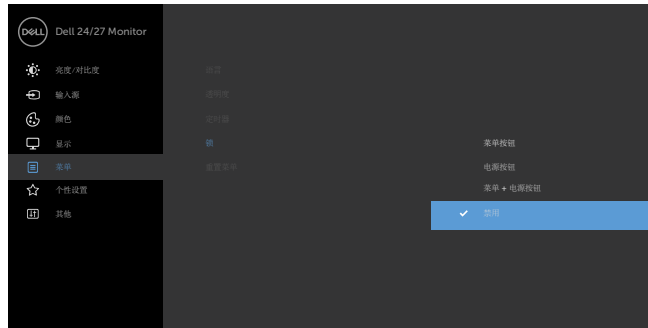 DELL Dell 24/27 Monitor
亮度/对比度
输入源
颜色
显示
菜单
个性设置
其他
语言
透明度
定时器
锁
重置菜单
菜单按钮
电源按钮
菜单 + 电源按钮
禁用